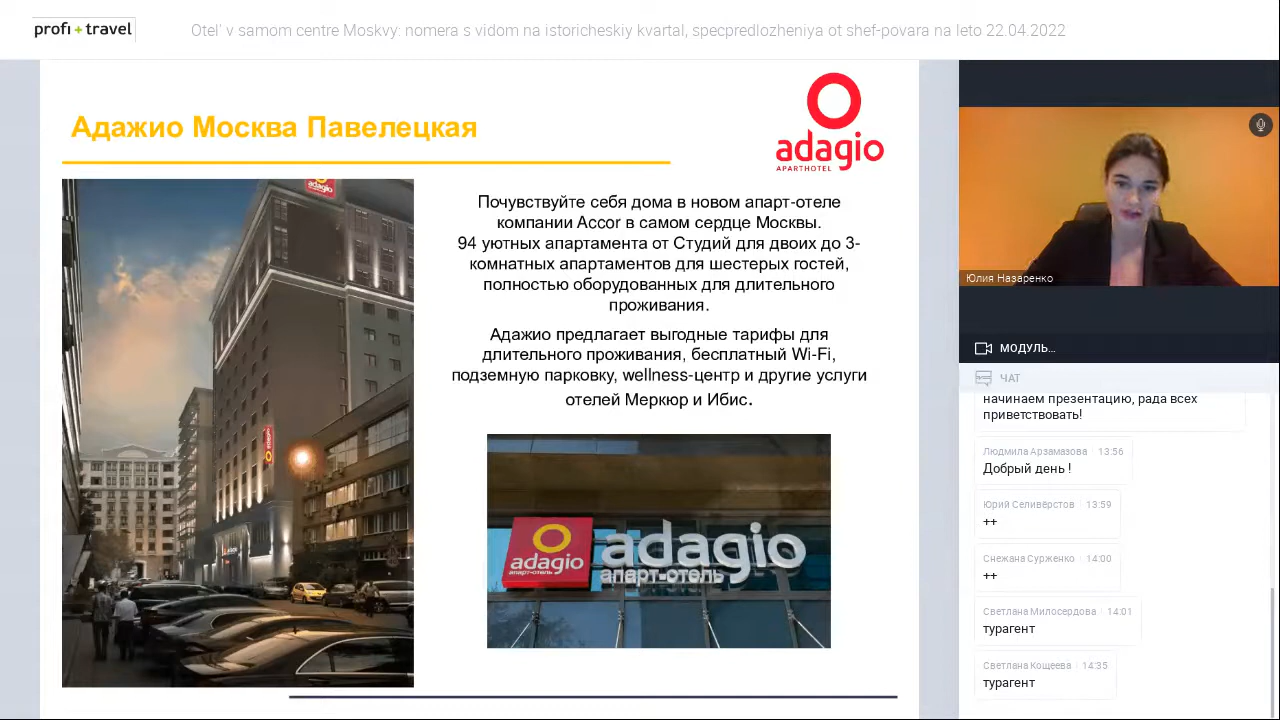 profi + travel
Otel' v samom centre Moskvy: nomera s vidom na istoricheskiy kvartal, specpredlozheniya ot shef-povara na leto 22.04.2022
Адажио Москва Павелецкая
adagio
APARTHOTEL
adagio
Почувствуйте себя дома в новом апарт-отеле
компании Accor в самом сердце Москвы.
94 уютных апартамента от Студий для двоих до 3-
комнатных апартаментов для шестерых гостей,
полностью оборудованных для длительного
проживания.
Адажио предлагает выгодные тарифы для
длительного проживания, бесплатный Wi-Fi,
подземную парковку, wellness-центр и другие услуги
отелей Меркюр и Ибис.
adagio
апарт-отель
adagio
апарт-отель
Юлия Назаренко
МОДУЛЬ...
ЧАТ
начинаем презентацию, рада всех
приветствовать!
Людмила Арзамазова 13:56
Добрый день !
Юрий Селивёрстов 13:59
++
Снежана Сурженко 14:00
++
Светлана Милосердова 14:01
турагент
Светлана Кощеева 14:35
турагент